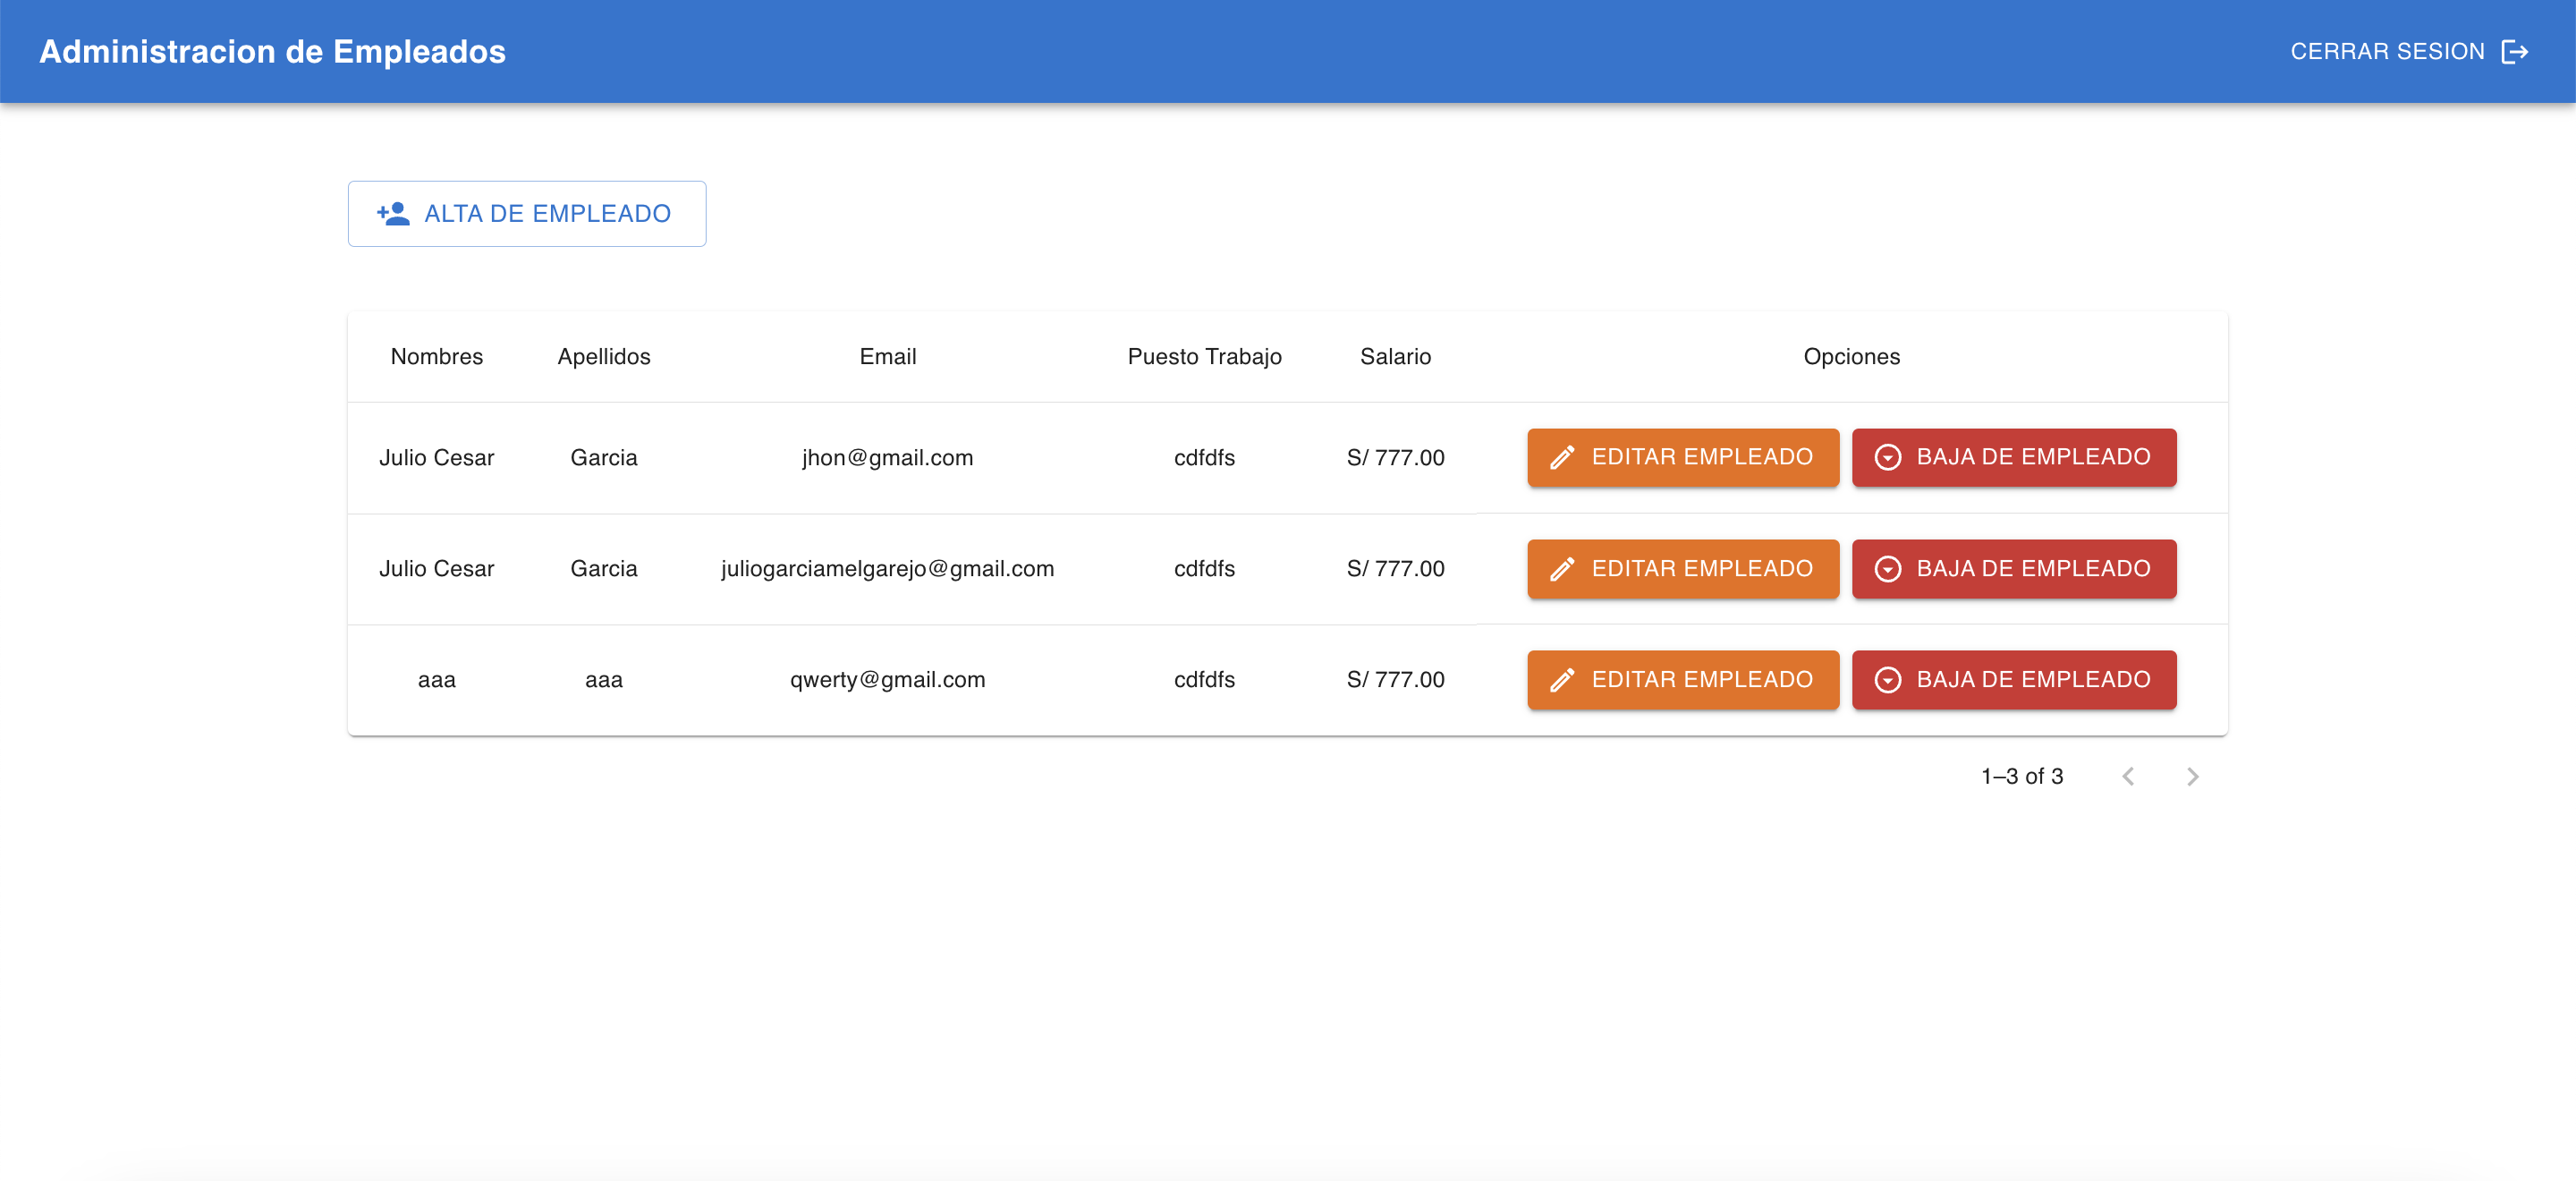 Administracion de Empleados CERRAR SESION
ALTA DE EMPLEADO
Nombres Apellidos Email Puesto Trabajo Salario Opciones
Julio Cesar Garcia jhon@gmail.com cdfdfs S/ 777.00 EDITAR EMPLEADO BAJA DE EMPLEADO
Julio Cesar Garcia juliogarciamelgarejo@gmail.com cdfdfs S/ 777.00 EDITAR EMPLEADO BAJA DE EMPLEADO
aaa aaa qwerty@gmail.com cdfdfs S/ 777.00 EDITAR EMPLEADO BAJA DE EMPLEADO
1–3 of 3